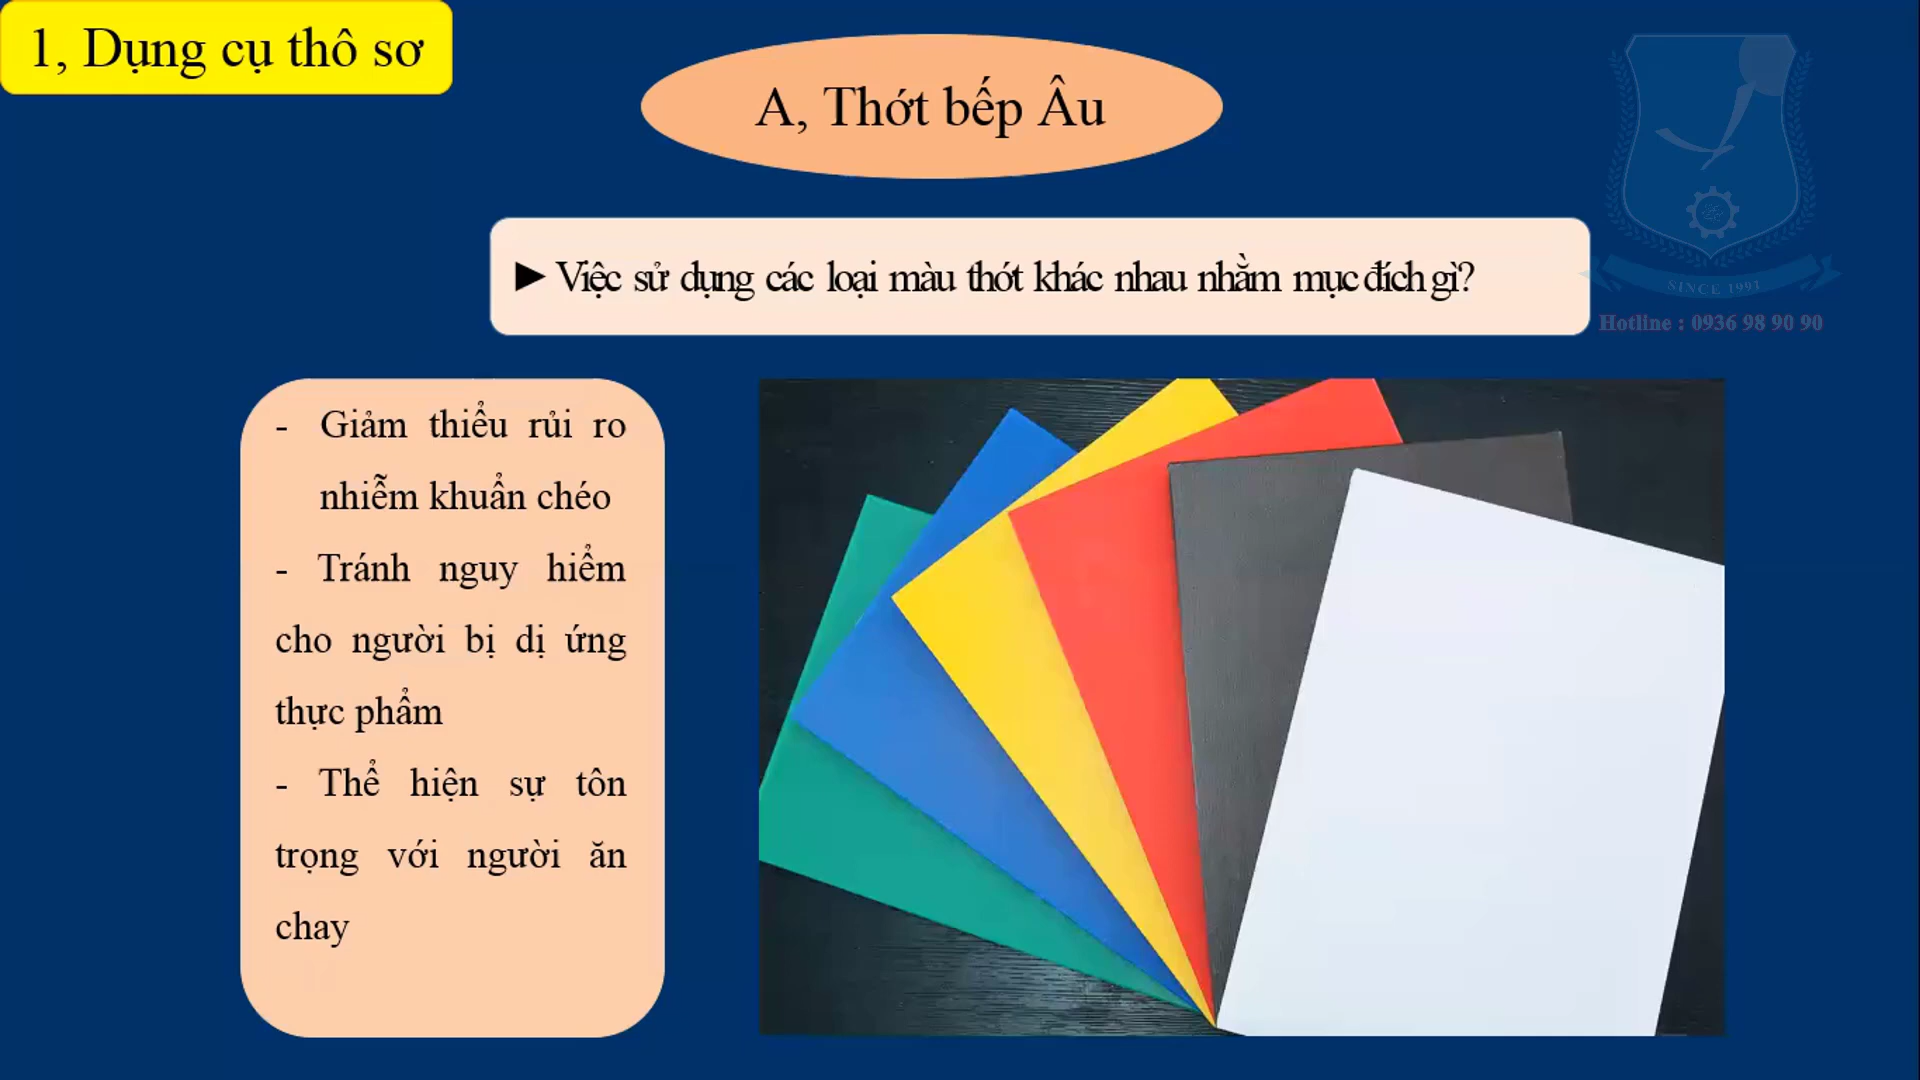 1, Dụng cụ thô sơ
A, Thớt bếp Âu
► Việc sử dụng các loại màu thớt khác nhau nhằm mục đích gì?
SINCE 1991
Hotline : 0936 98 90 90
- Giảm thiểu rủi ro
nhiễm khuẩn chéo
- Tránh nguy hiểm
cho người bị dị ứng
thực phẩm
- Thể hiện sự tôn
trọng với người ăn
chay